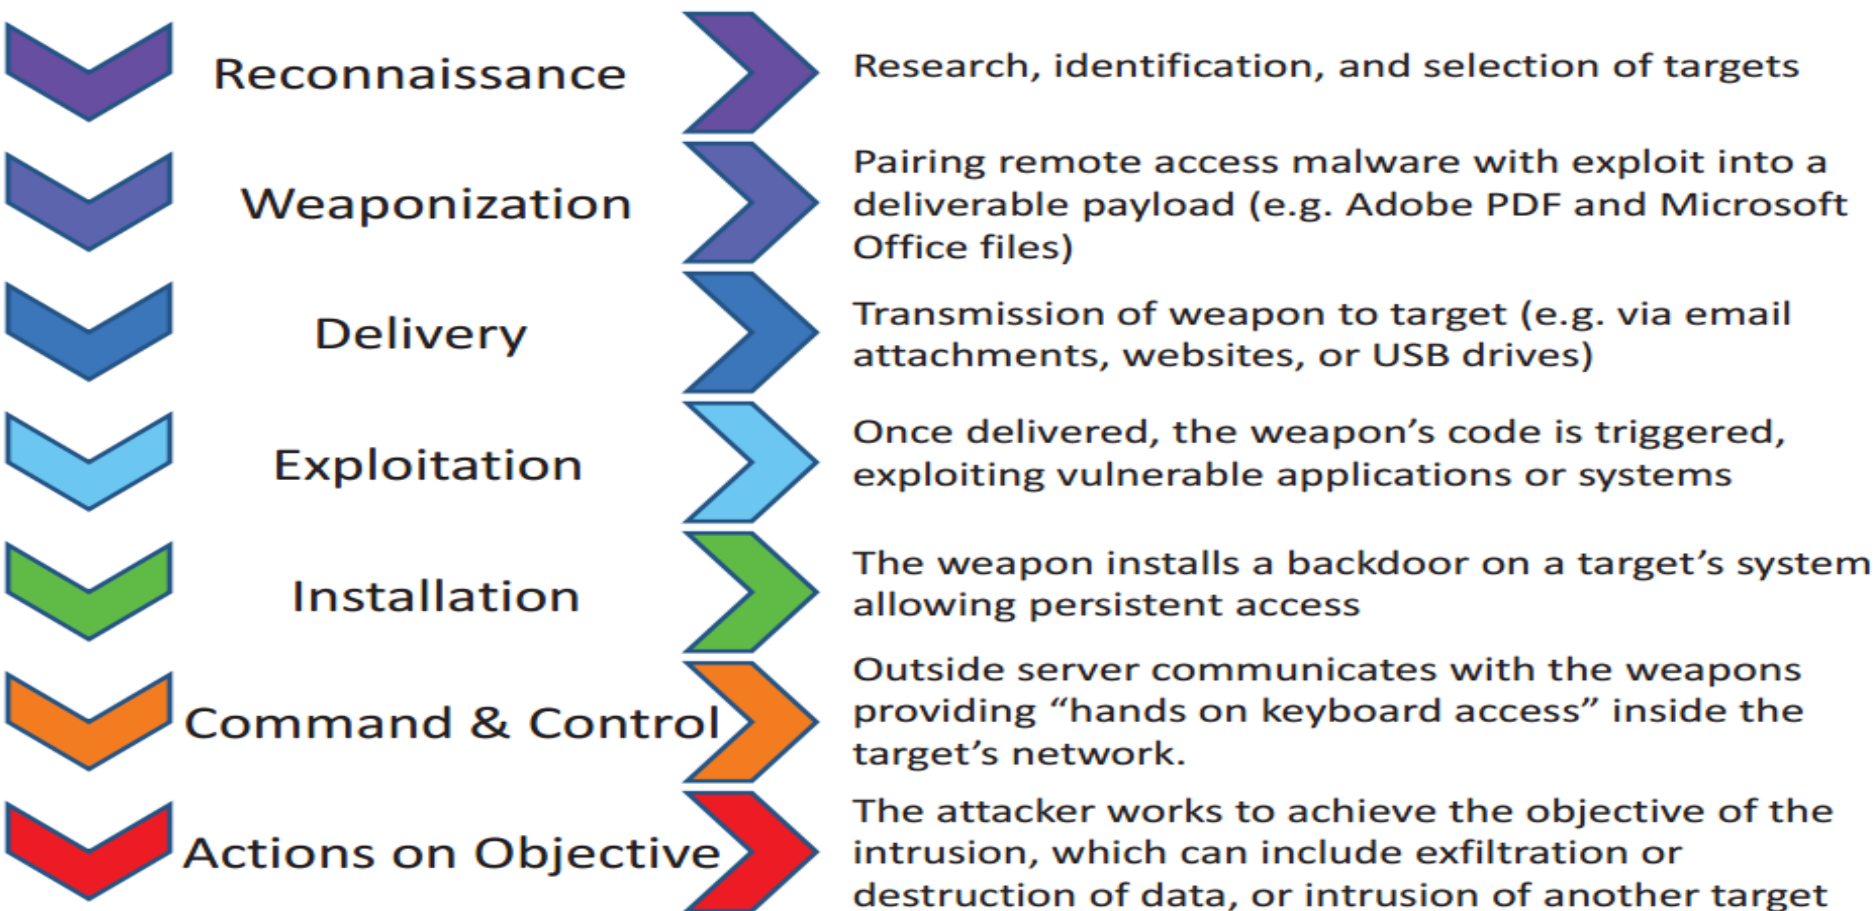 Reconnaissance
Research, identification, and selection of targets
Weaponization
Pairing remote access malware with exploit into a
deliverable payload (e.g. Adobe PDF and Microsoft
Office files)
Delivery
Transmission of weapon to target (e.g. via email
attachments, websites, or USB drives)
Exploitation
Once delivered, the weapon’s code is triggered,
exploiting vulnerable applications or systems
Installation
The weapon installs a backdoor on a target’s system
allowing persistent access
Command & Control
Outside server communicates with the weapons
providing “hands on keyboard access” inside the
target’s network.
Actions on Objective
The attacker works to achieve the objective of the
intrusion, which can include exfiltration or
destruction of data, or intrusion of another target